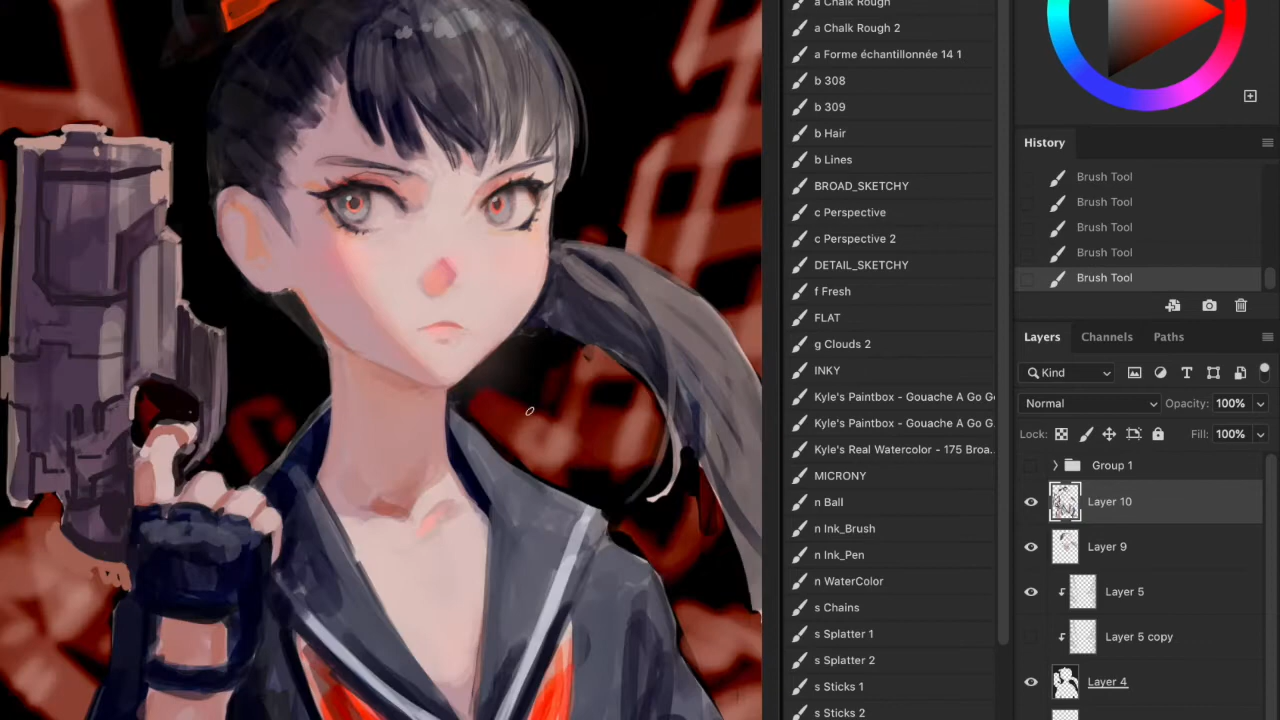 a Chalk Rough
a Chalk Rough 2
a Forme échantillonnée 14 1
b 308
b 309
b Hair
b Lines
BROAD_SKETCHY
c Perspective
c Perspective 2
DETAIL_SKETCHY
f Fresh
FLAT
g Clouds 2
INKY
Kyle's Paintbox - Gouache A Go Go
Kyle's Paintbox - Gouache A Go G.
Kyle's Real Watercolor - 175 Broa...
MICRONY
n Ball
n Ink_Brush
n Ink_Pen
n WaterColor
s Chains
s Splatter 1
s Splatter 2
s Sticks 1
s Sticks 2
History
Brush Tool
Brush Tool
Brush Tool
Brush Tool
Brush Tool
Layers Channels Paths
Kind
Normal Opacity: 100%
Lock: Fill: 100%
Group 1
Layer 10
Layer 9
Layer 5
Layer 5 copy
Layer 4